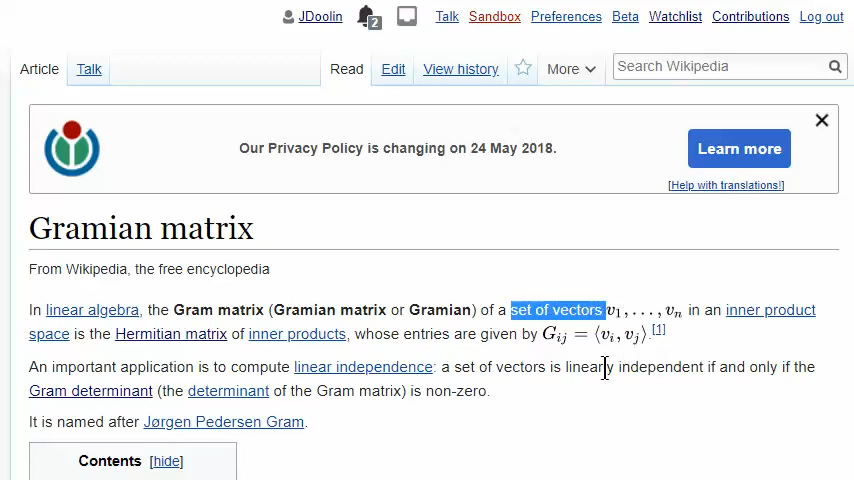 JDoolin 2 Talk Sandbox Preferences Beta Watchlist Contributions Log out
Article Talk Read Edit View history More Search Wikipedia
Our Privacy Policy is changing on 24 May 2018. Learn more
[Help with translations!]
Gramian matrix
From Wikipedia, the free encyclopedia
In linear algebra, the Gram matrix (Gramian matrix or Gramian) of a set of vectors v₁, . . . , vₙ in an inner product
space is the Hermitian matrix of inner products, whose entries are given by Gᵢⱼ = ⟨vᵢ, vⱼ⟩.[1]
An important application is to compute linear independence: a set of vectors is linearly independent if and only if the
Gram determinant (the determinant of the Gram matrix) is non-zero.
It is named after Jørgen Pedersen Gram.
Contents [hide]